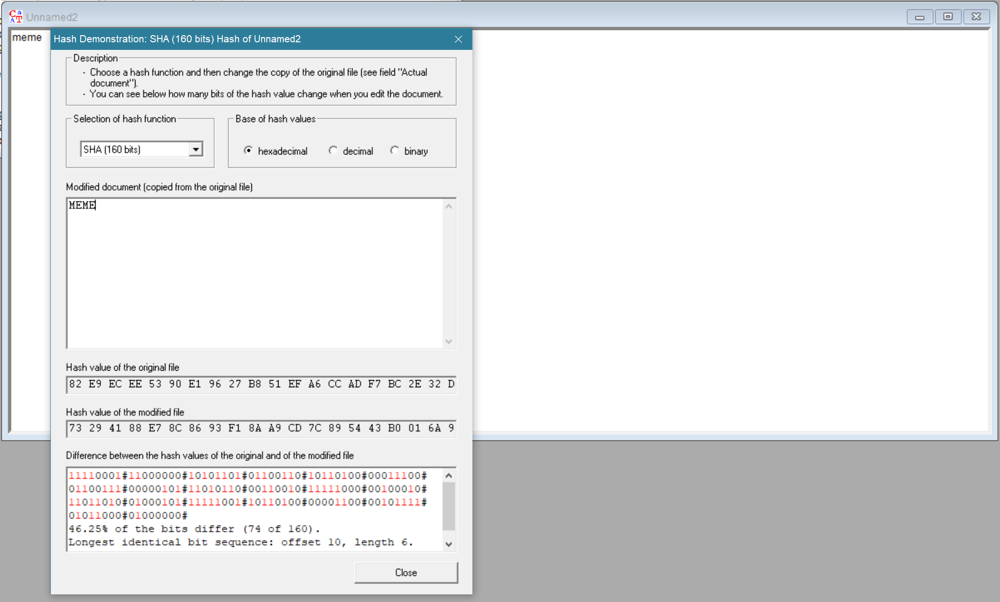 Unnamed2
meme
Hash Demonstration: SHA (160 bits) Hash of Unnamed2
Description
- Choose a hash function and then change the copy of the original file (see field "Actual
document").
- You can see below how many bits of the hash value change when you edit the document.
Selection of hash function
Base of hash values
SHA (160 bits)
hexadecimal
decimal
binary
Modified document (copied from the original file)
MEME
Hash value of the original file
82 E9 EC EE 53 90 E1 96 27 B8 51 EF A6 CC AD F7 BC 2E 32 D
Hash value of the modified file
73 29 41 88 E7 8C 86 93 F1 8A A9 CD 7C 89 54 43 B0 01 6A 9
Difference between the hash values of the original and of the modified file
11110001#11000000#10101101#01100110#10110100#00011100#
01100111#00000101#11010110#00110010#11111000#00100010#
11011010#01000101#11111001#10110100#00001100#00101111#
01011000#01000000#
46.25% of the bits differ (74 of 160).
Longest identical bit sequence: offset 10, length 6.
Close